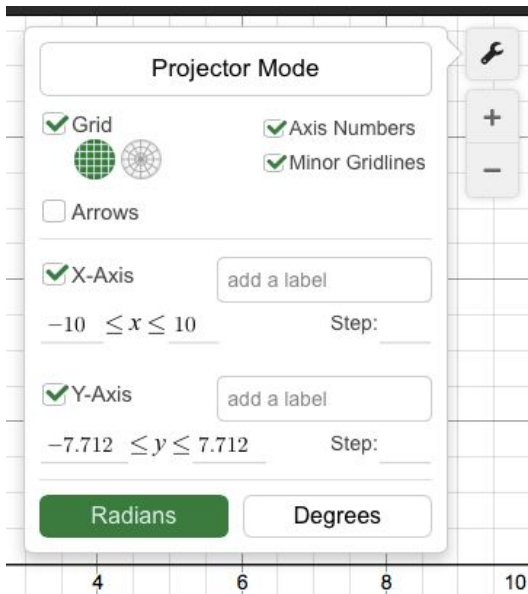 Projector Mode
Grid
Axis Numbers
Minor Gridlines
Arrows
X-Axis
add a label
−10 ≤ x ≤ 10
Step:
Y-Axis
add a label
−7.712 ≤ y ≤ 7.712
Step:
Radians
Degrees
+
−
4 6 8 10